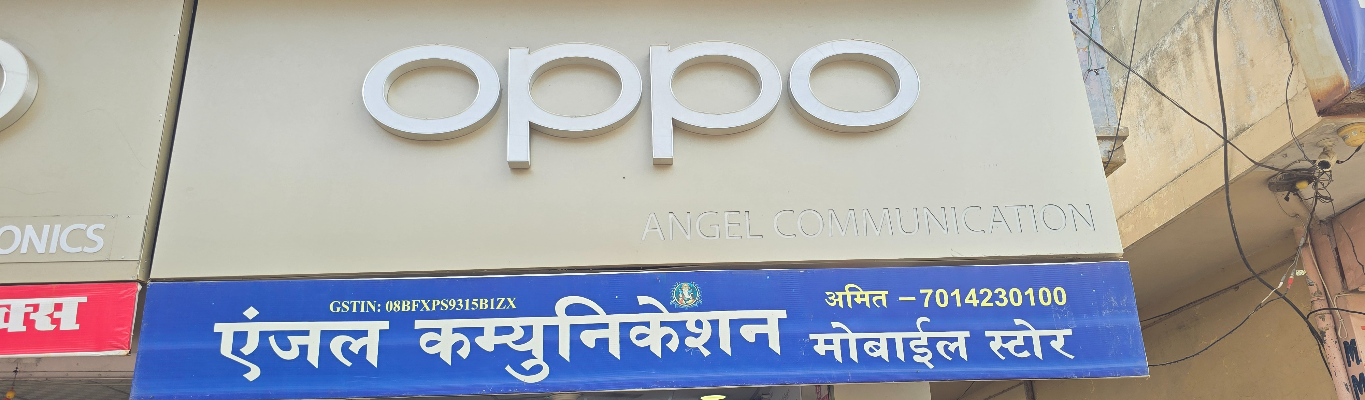 oppo
ANGEL COMMUNICATION
ONICS
क्स
GSTIN: 08BFXPS9315B1ZX
अमित – 7014230100
एंजल कम्युनिकेशन
मोबाईल स्टोर